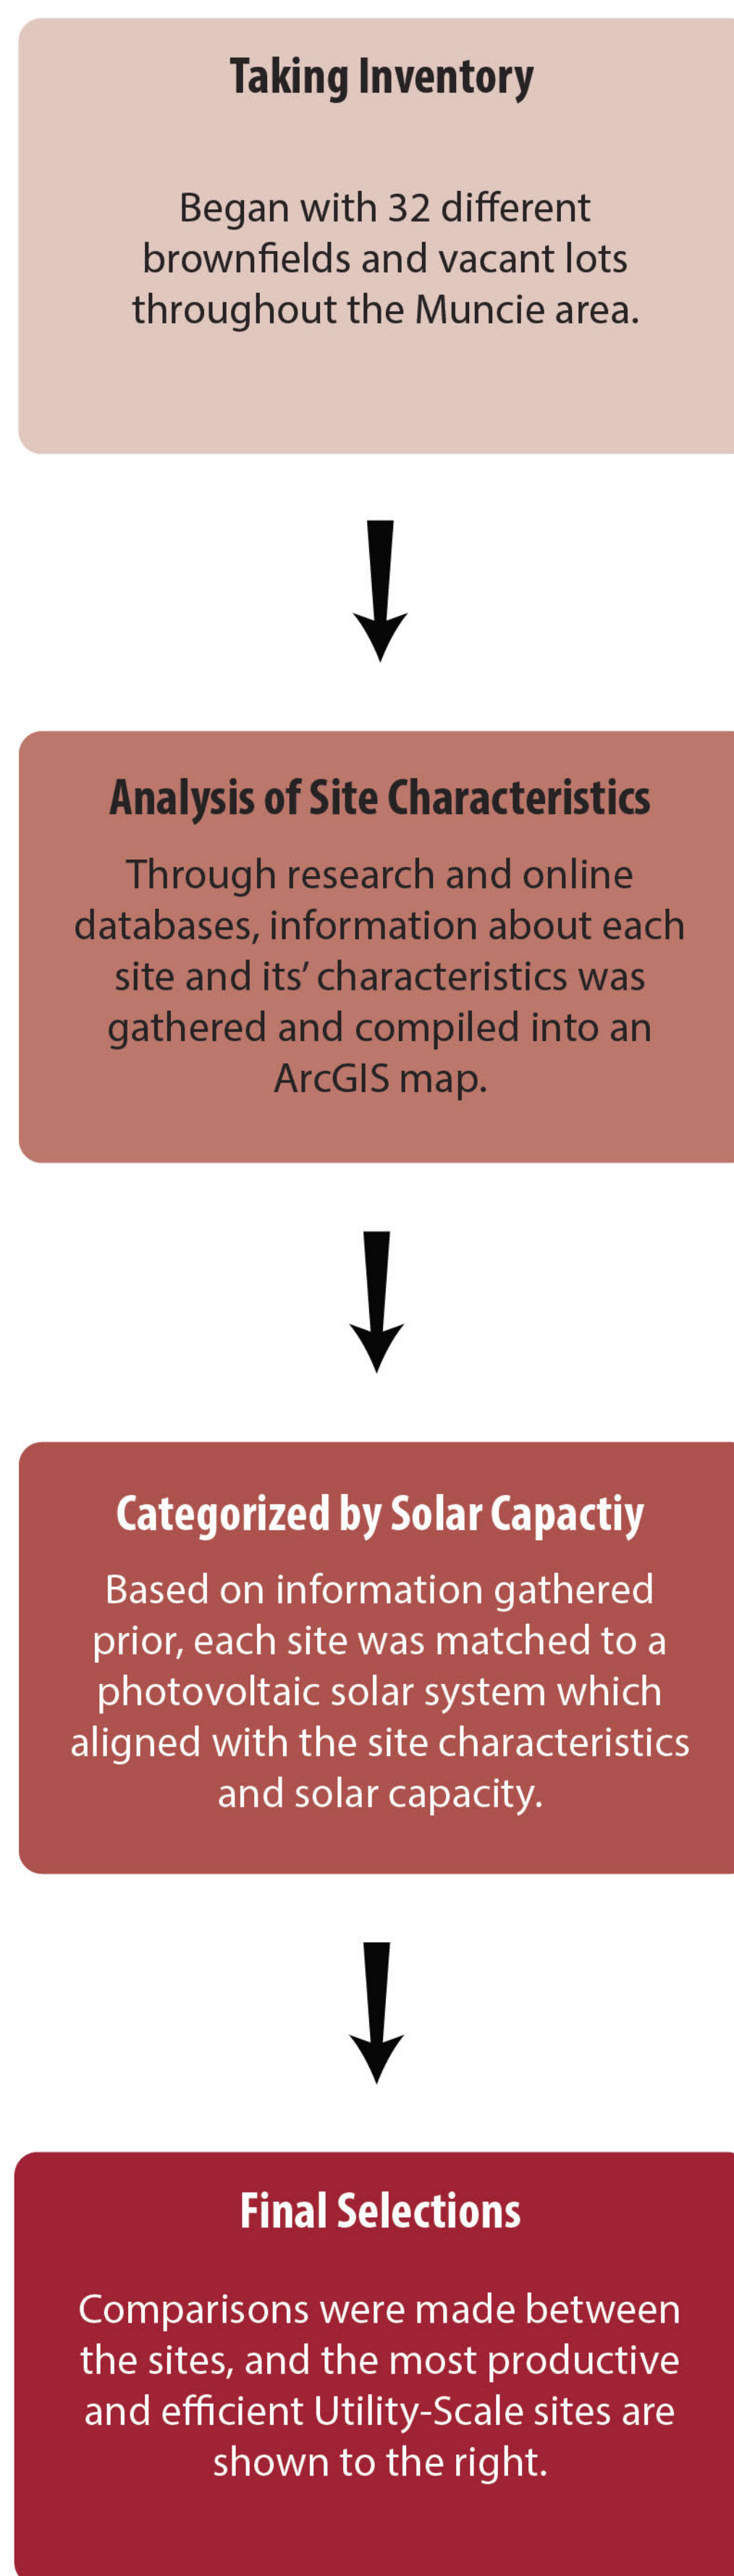 Taking Inventory
Began with 32 different
brownfields and vacant lots
throughout the Muncie area.
Analysis of Site Characteristics
Through research and online
databases, information about each
site and its’ characteristics was
gathered and compiled into an
ArcGIS map.
Categorized by Solar Capactiy
Based on information gathered
prior, each site was matched to a
photovoltaic solar system which
aligned with the site characteristics
and solar capacity.
Final Selections
Comparisons were made between
the sites, and the most productive
and efficient Utility-Scale sites are
shown to the right.